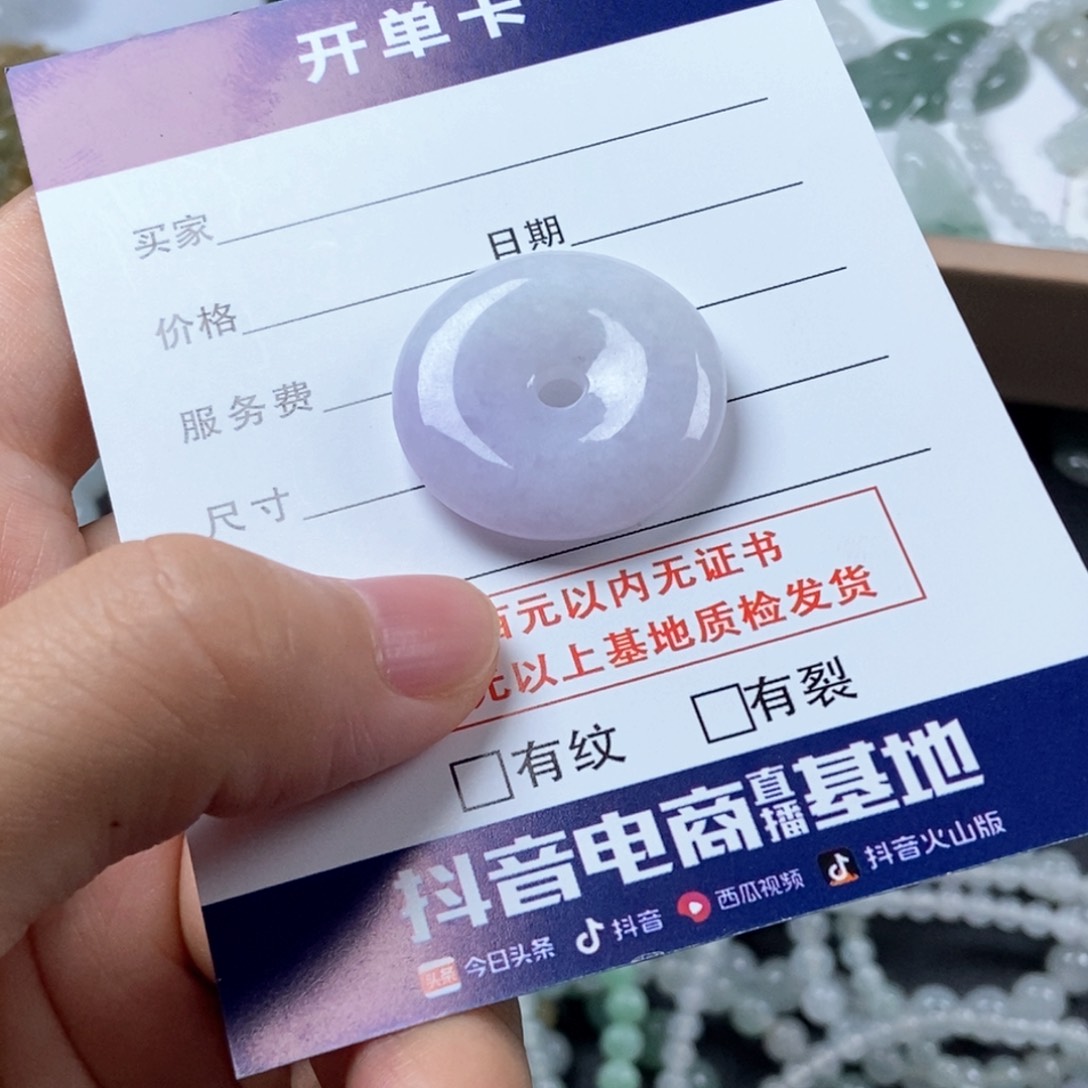 开单卡
买家
日期
价格
服务费
尺寸
百元以内无证书
元以上基地质检发货
有纹
有裂
抖音电商直播基地
头条 今日头条 抖音 西瓜视频 抖音火山版